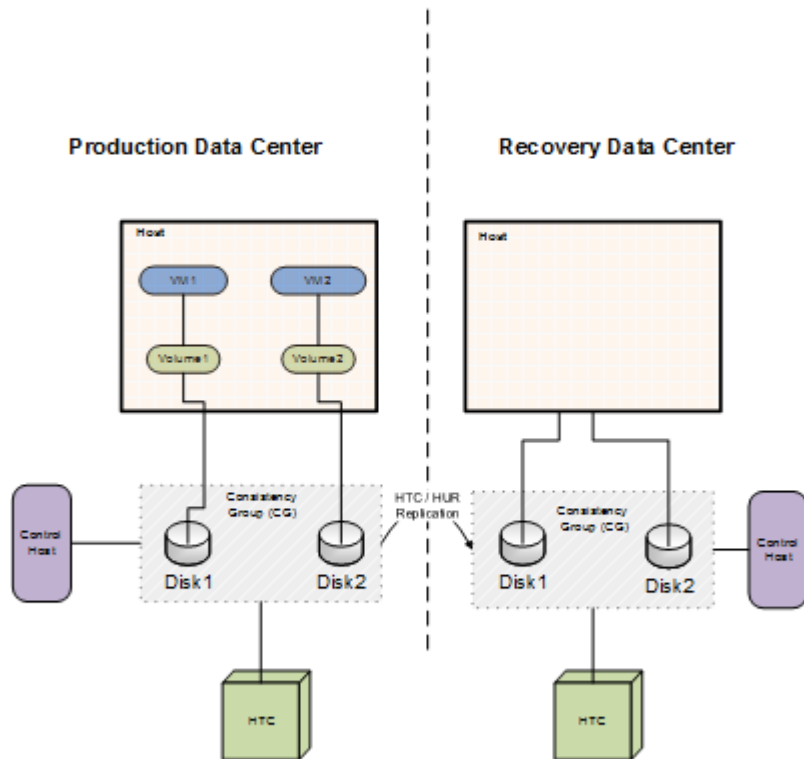 Production Data Center
Recovery Data Center
Host
VM1
VM2
Volume1
Volume2
Host
Control
Host
Consistency
Group (CG)
Disk1
Disk2
HTC / HUR
Replication
Consistency
Group (CG)
Disk1
Disk2
Control
Host
HTC
HTC